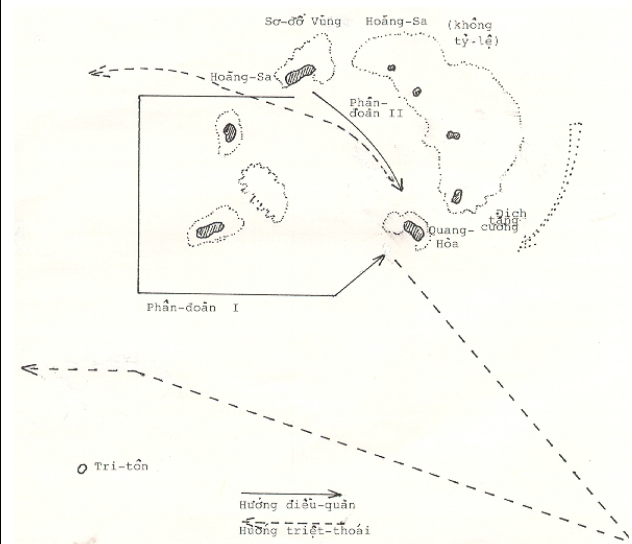 Sơ-đồ Vùng Hoàng-Sa (không
tỷ-lệ)
Hoàng-Sa
Phân-
đoàn II
Địch
tăng
cường
Quang-
Hòa
Phân-đoàn I
Tri-tôn
Hướng điều-quân
Hướng triệt-thoái